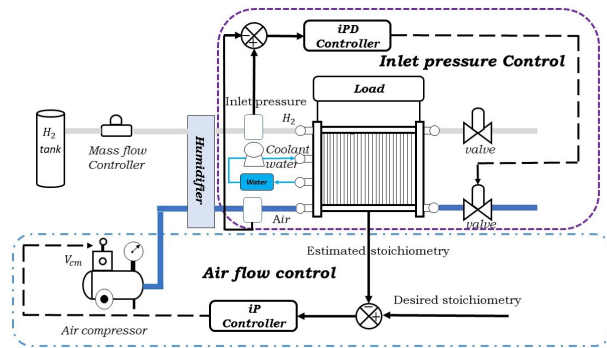 iPD
Controller
Inlet pressure Control
Load
Inlet pressure
H₂
H₂
tank
Mass flow
Controller
Humidifier
Coolant
water
Water
valve
Air
valve
Estimated stoichiometry
Air flow control
V_cm
Desired stoichiometry
iP
Controller
Air compressor